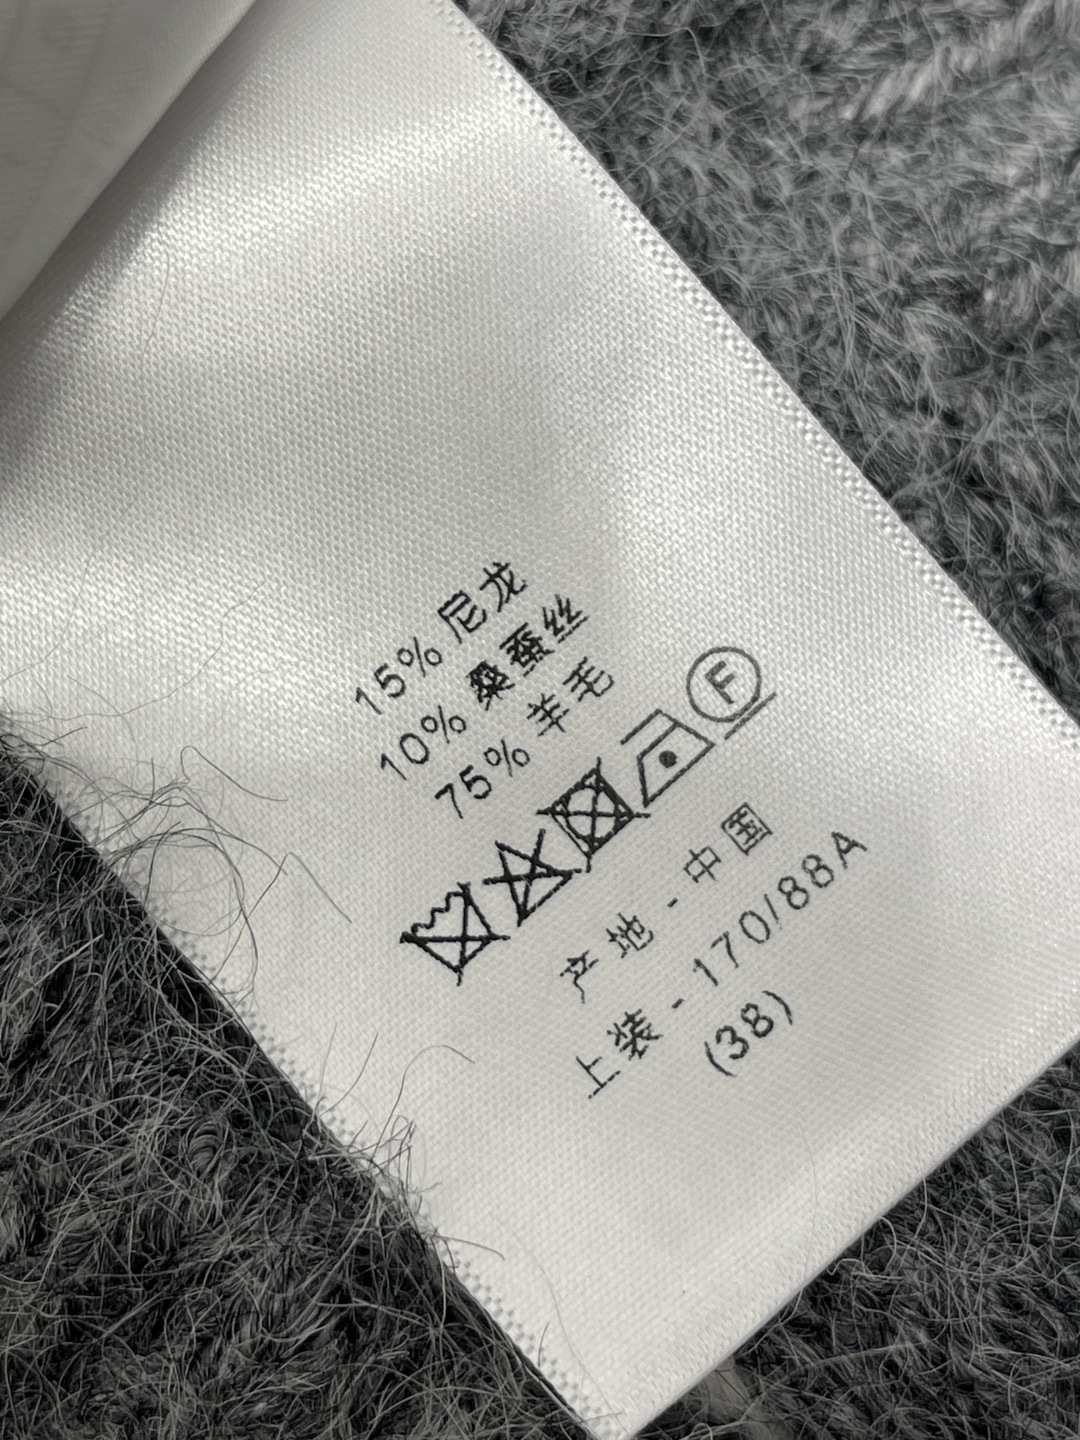 15% 尼龙
10% 桑蚕丝
75% 羊毛
F
产地 - 中国
上装 - 170/88A
(38)